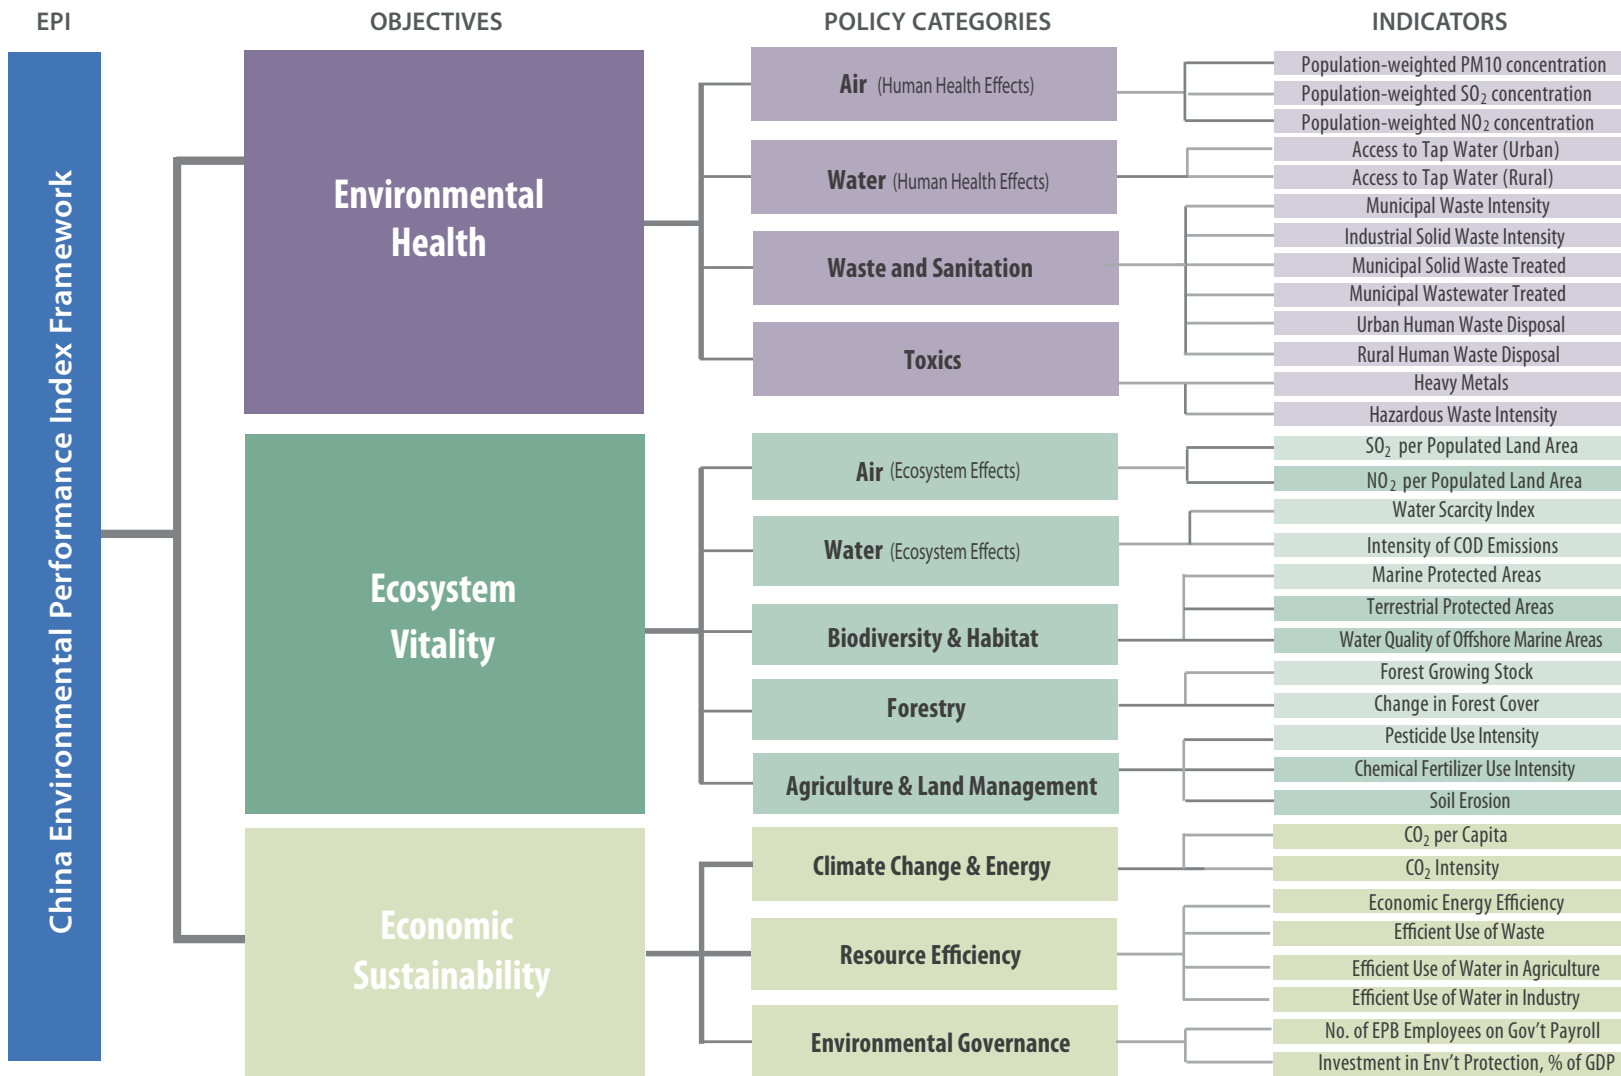 EPI
OBJECTIVES
POLICY CATEGORIES
INDICATORS
China Environmental Performance Index Framework
Environmental
Health
Air (Human Health Effects)
Population-weighted PM10 concentration
Population-weighted SO₂ concentration
Population-weighted NO₂ concentration
Water (Human Health Effects)
Access to Tap Water (Urban)
Access to Tap Water (Rural)
Waste and Sanitation
Municipal Waste Intensity
Industrial Solid Waste Intensity
Municipal Solid Waste Treated
Municipal Wastewater Treated
Urban Human Waste Disposal
Rural Human Waste Disposal
Toxics
Heavy Metals
Hazardous Waste Intensity
Ecosystem
Vitality
Air (Ecosystem Effects)
SO₂ per Populated Land Area
NO₂ per Populated Land Area
Water (Ecosystem Effects)
Water Scarcity Index
Intensity of COD Emissions
Biodiversity & Habitat
Marine Protected Areas
Terrestrial Protected Areas
Water Quality of Offshore Marine Areas
Forestry
Forest Growing Stock
Change in Forest Cover
Agriculture & Land Management
Pesticide Use Intensity
Chemical Fertilizer Use Intensity
Soil Erosion
Economic
Sustainability
Climate Change & Energy
CO₂ per Capita
CO₂ Intensity
Resource Efficiency
Economic Energy Efficiency
Efficient Use of Waste
Efficient Use of Water in Agriculture
Efficient Use of Water in Industry
Environmental Governance
No. of EPB Employees on Gov’t Payroll
Investment in Env’t Protection, % of GDP